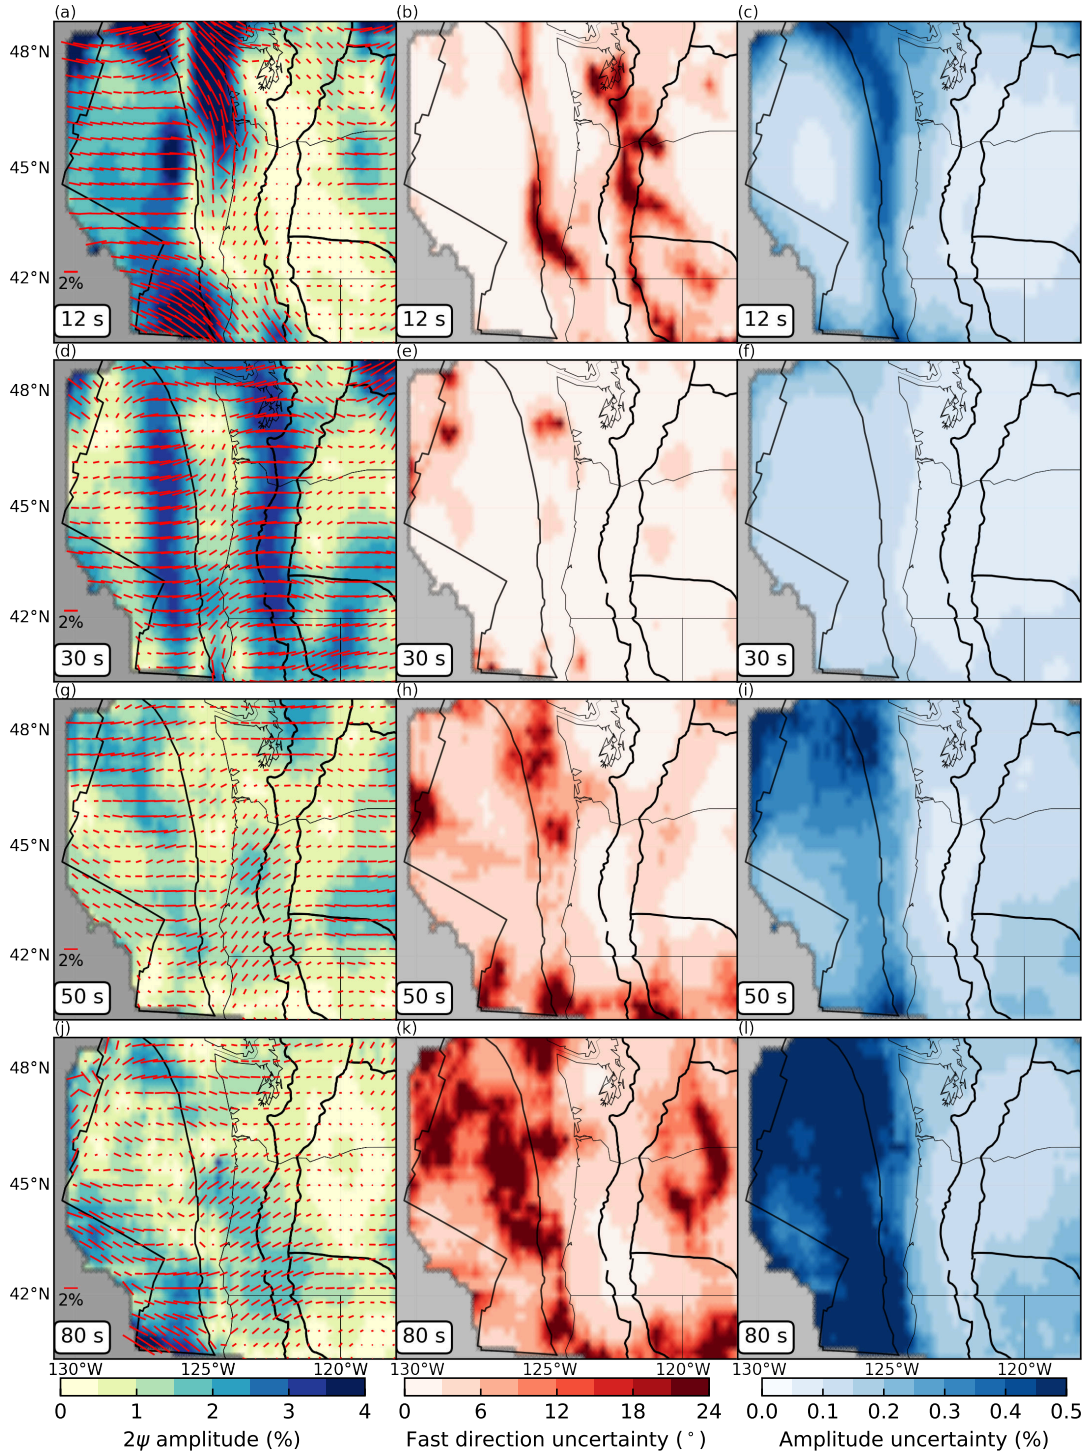 (a) (b) (c)
48°N
45°N
42°N
2%
12 s 12 s 12 s
(d) (e) (f)
48°N
45°N
42°N
2%
30 s 30 s 30 s
(g) (h) (i)
48°N
45°N
42°N
2%
50 s 50 s 50 s
(j) (k) (l)
48°N
45°N
42°N
2%
80 s 80 s 80 s
130°W 125°W 120°W 125°W 120°W 125°W 120°W
0 1 2 3 4 0 6 12 18 24 0.0 0.1 0.2 0.3 0.4 0.5
2ψ amplitude (%) Fast direction uncertainty (°) Amplitude uncertainty (%)